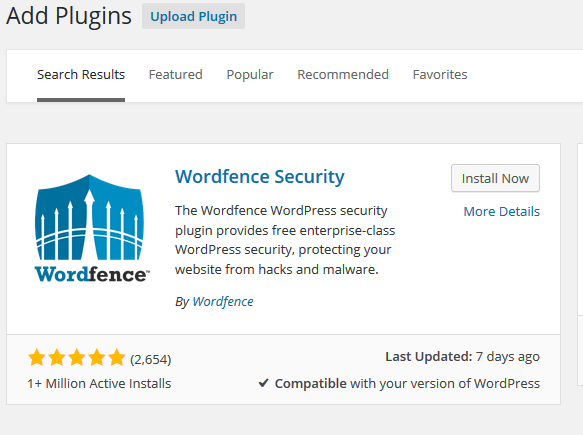 Add Plugins Upload Plugin
Search Results Featured Popular Recommended Favorites
Wordfence™
Wordfence Security
Install Now
More Details
The Wordfence WordPress security
plugin provides free enterprise-class
WordPress security, protecting your
website from hacks and malware.
By Wordfence
(2,654)
1+ Million Active Installs
Last Updated: 7 days ago
Compatible with your version of WordPress